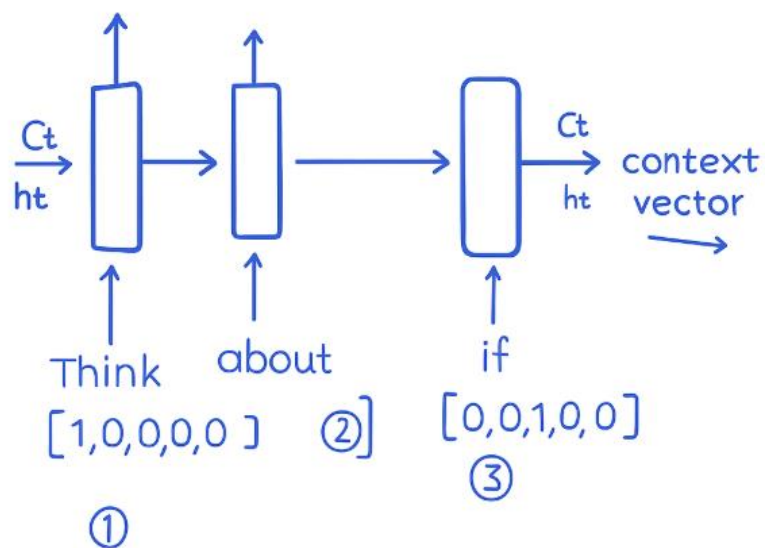 Ct
ht
Ct
ht
context
vector
Think
about
if
[1,0,0,0,0 ]
②]
[0,0,1,0,0]
③
①